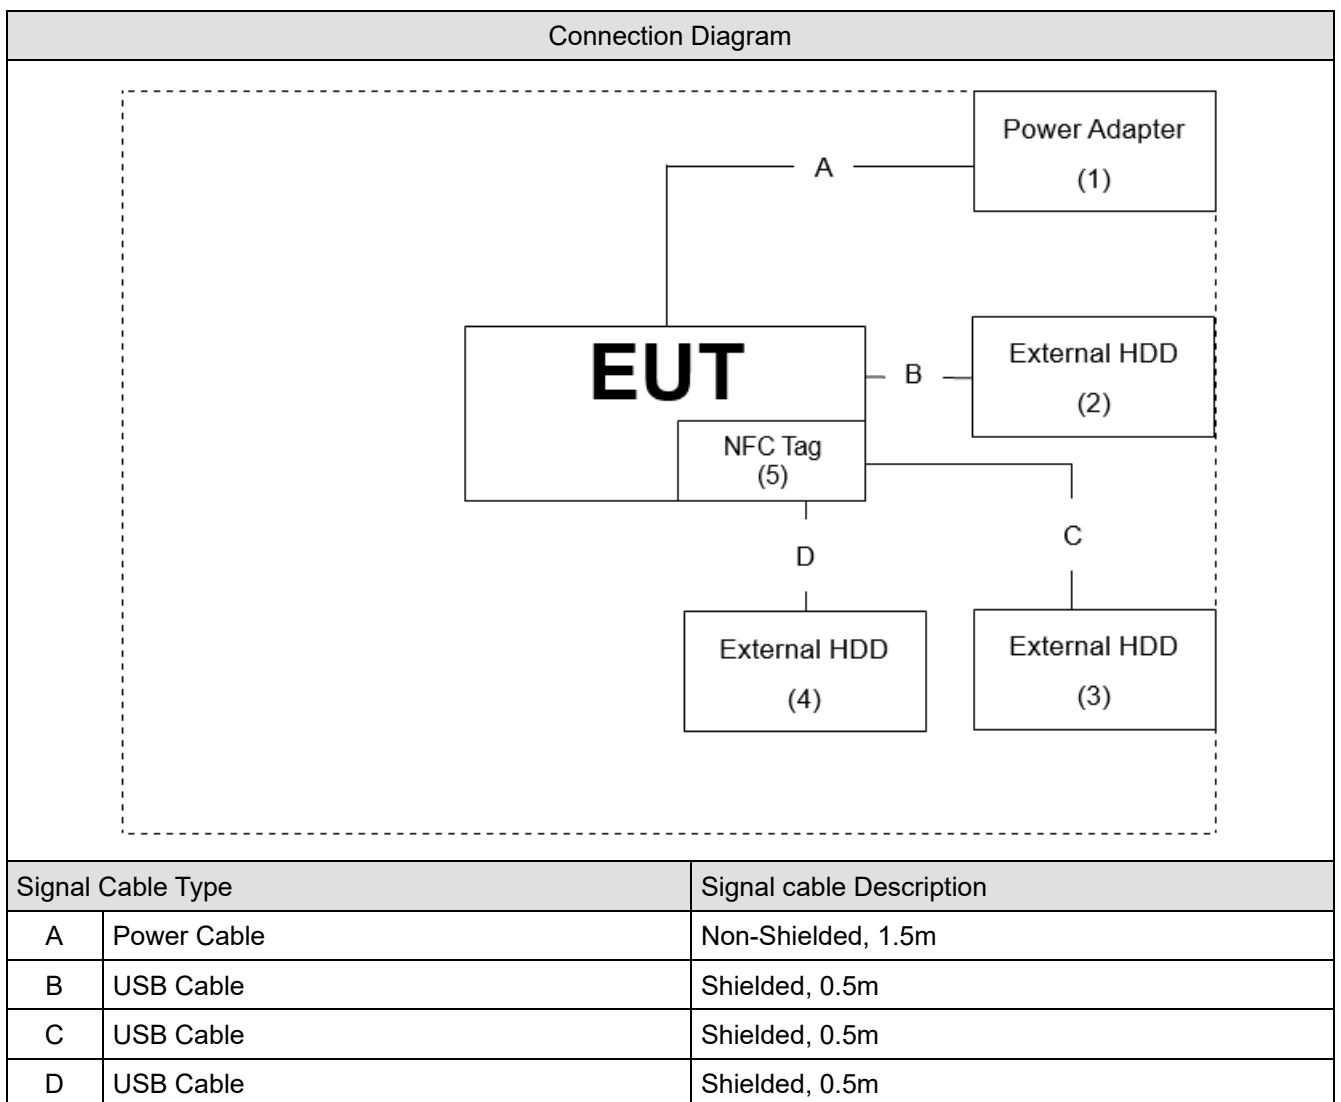 Connection Diagram
Power Adapter
(1)
A
EUT
External HDD
(2)
B
NFC Tag
(5)
C
D
External HDD
(4)
External HDD
(3)
Signal Cable Type Signal cable Description
A Power Cable Non-Shielded, 1.5m
B USB Cable Shielded, 0.5m
C USB Cable Shielded, 0.5m
D USB Cable Shielded, 0.5m